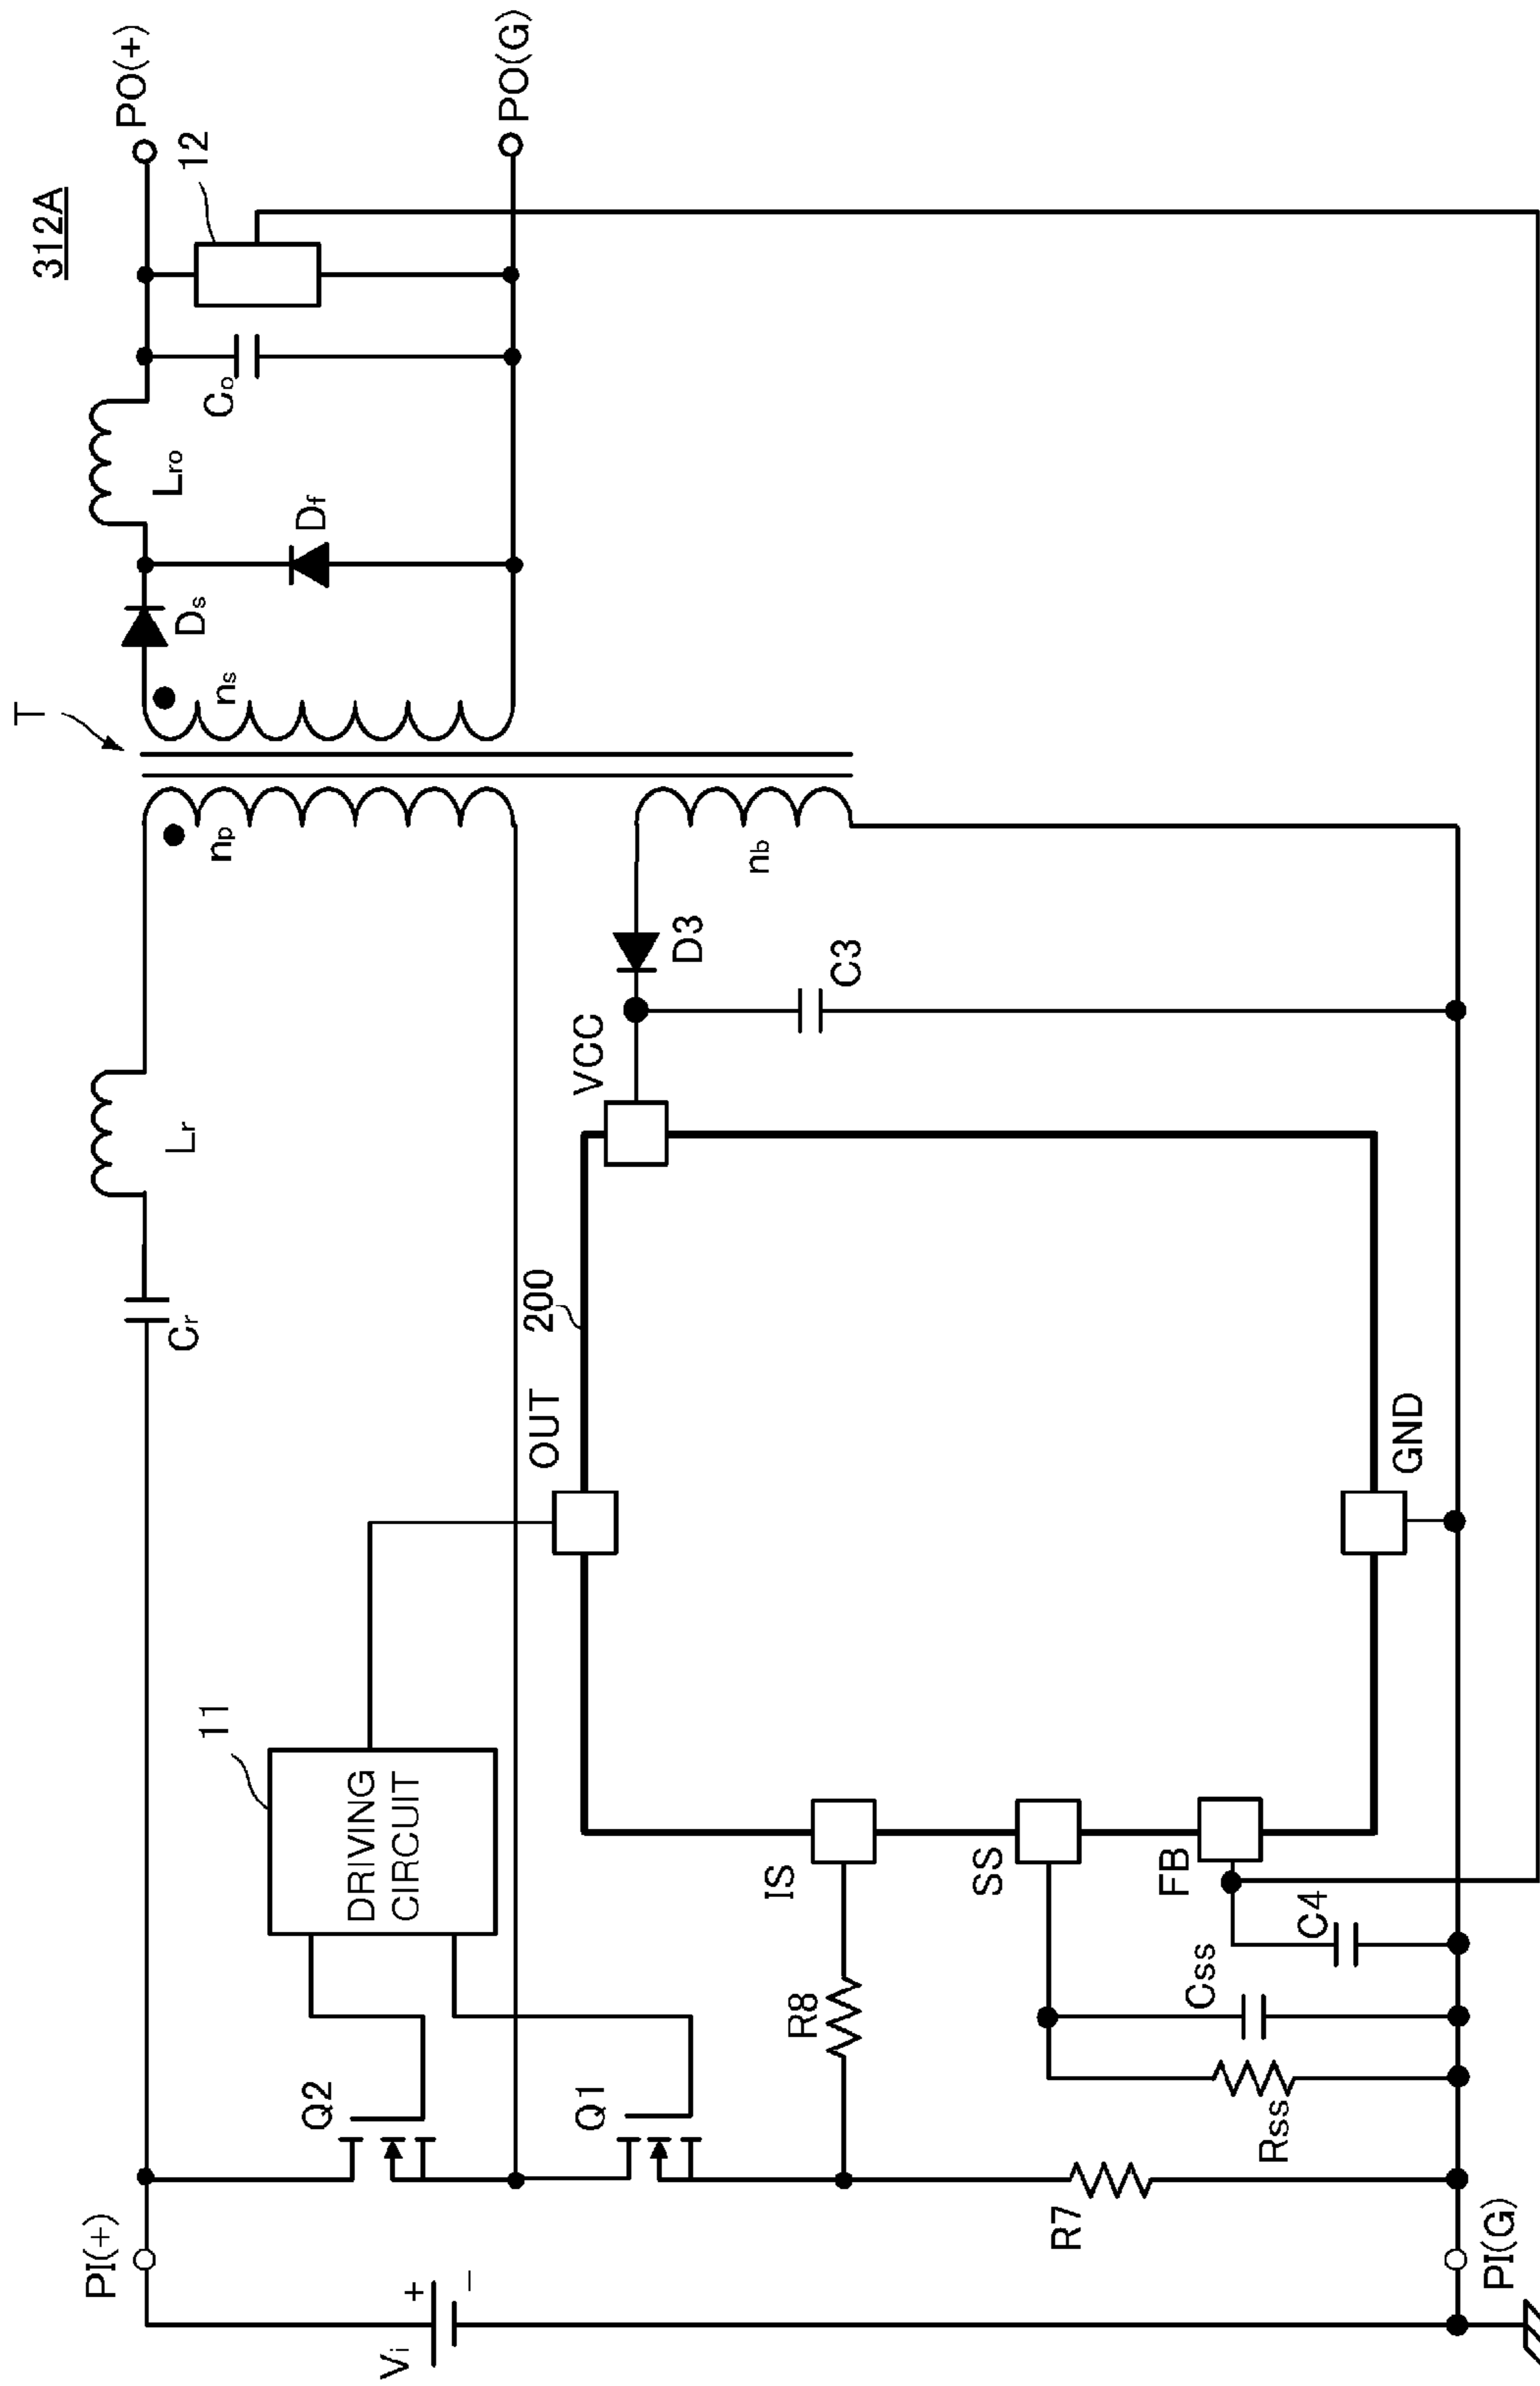 312A
T
PO(+)
12
Lro
Co
Ds
Df
ns
np
Lr
Cr
PO(G)
PI(+)
Vi
+
−
Q2
11
DRIVING
CIRCUIT
OUT
200
VCC
D3
nb
C3
Q1
R8
IS
SS
FB
Css
C4
Rss
R7
GND
PI(G)